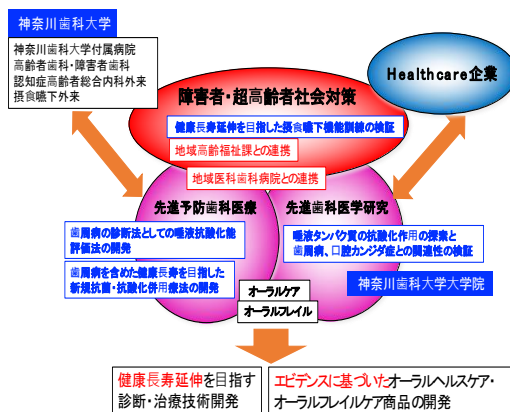 神奈川歯科大学
神奈川歯科大学付属病院
高齢者歯科・障害者歯科
認知症高齢者総合内科外来
摂食嚥下外来
Healthcare企業
障害者・超高齢者社会対策
健康長寿延伸を目指した摂食嚥下機能訓練の検証
地域高齢福祉課との連携
地域医科歯科病院との連携
先進予防歯科医療
先進歯科医学研究
歯周病の診断法としての唾液抗酸化能
評価法の開発
歯周病を含めた健康長寿を目指した
新規抗菌・抗酸化併用療法の開発
唾液タンパク質の抗酸化作用の探索と
歯周病、口腔カンジダ症との関連性の検証
神奈川歯科大学大学院
オーラルケア
オーラルフレイル
健康長寿延伸を目指す
診断・治療技術開発
エビデンスに基づいたオーラルヘルスケア・
オーラルフレイルケア商品の開発